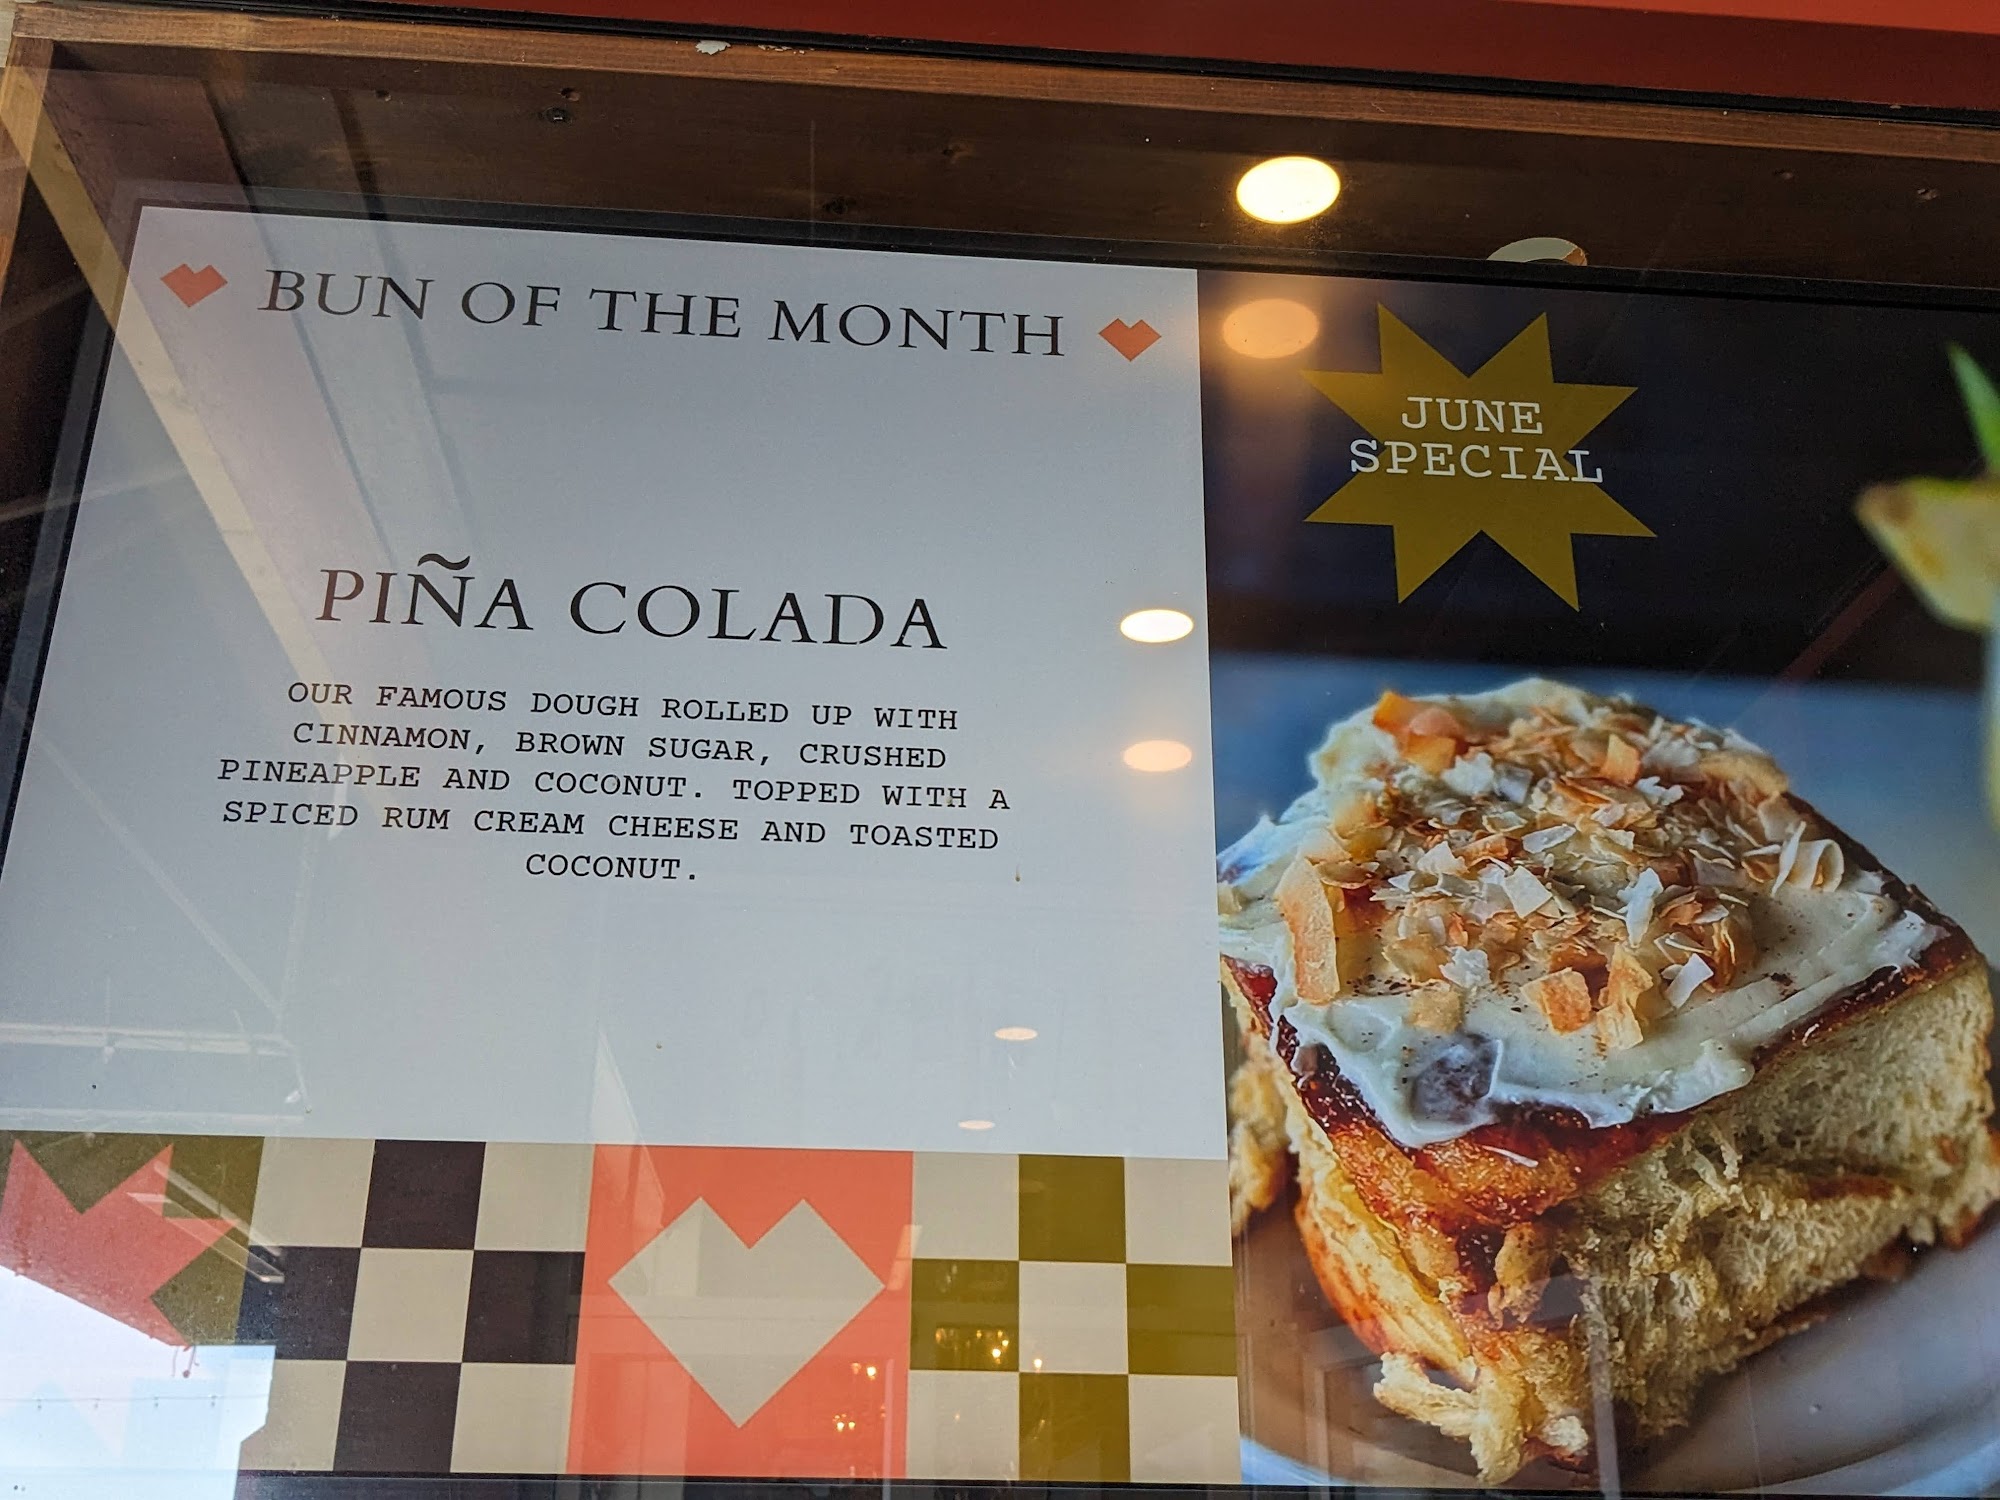 BUN OF THE MONTH
JUNE
SPECIAL
PIÑA COLADA
OUR FAMOUS DOUGH ROLLED UP WITH
CINNAMON, BROWN SUGAR, CRUSHED
PINEAPPLE AND COCONUT. TOPPED WITH A
SPICED RUM CREAM CHEESE AND TOASTED
COCONUT.